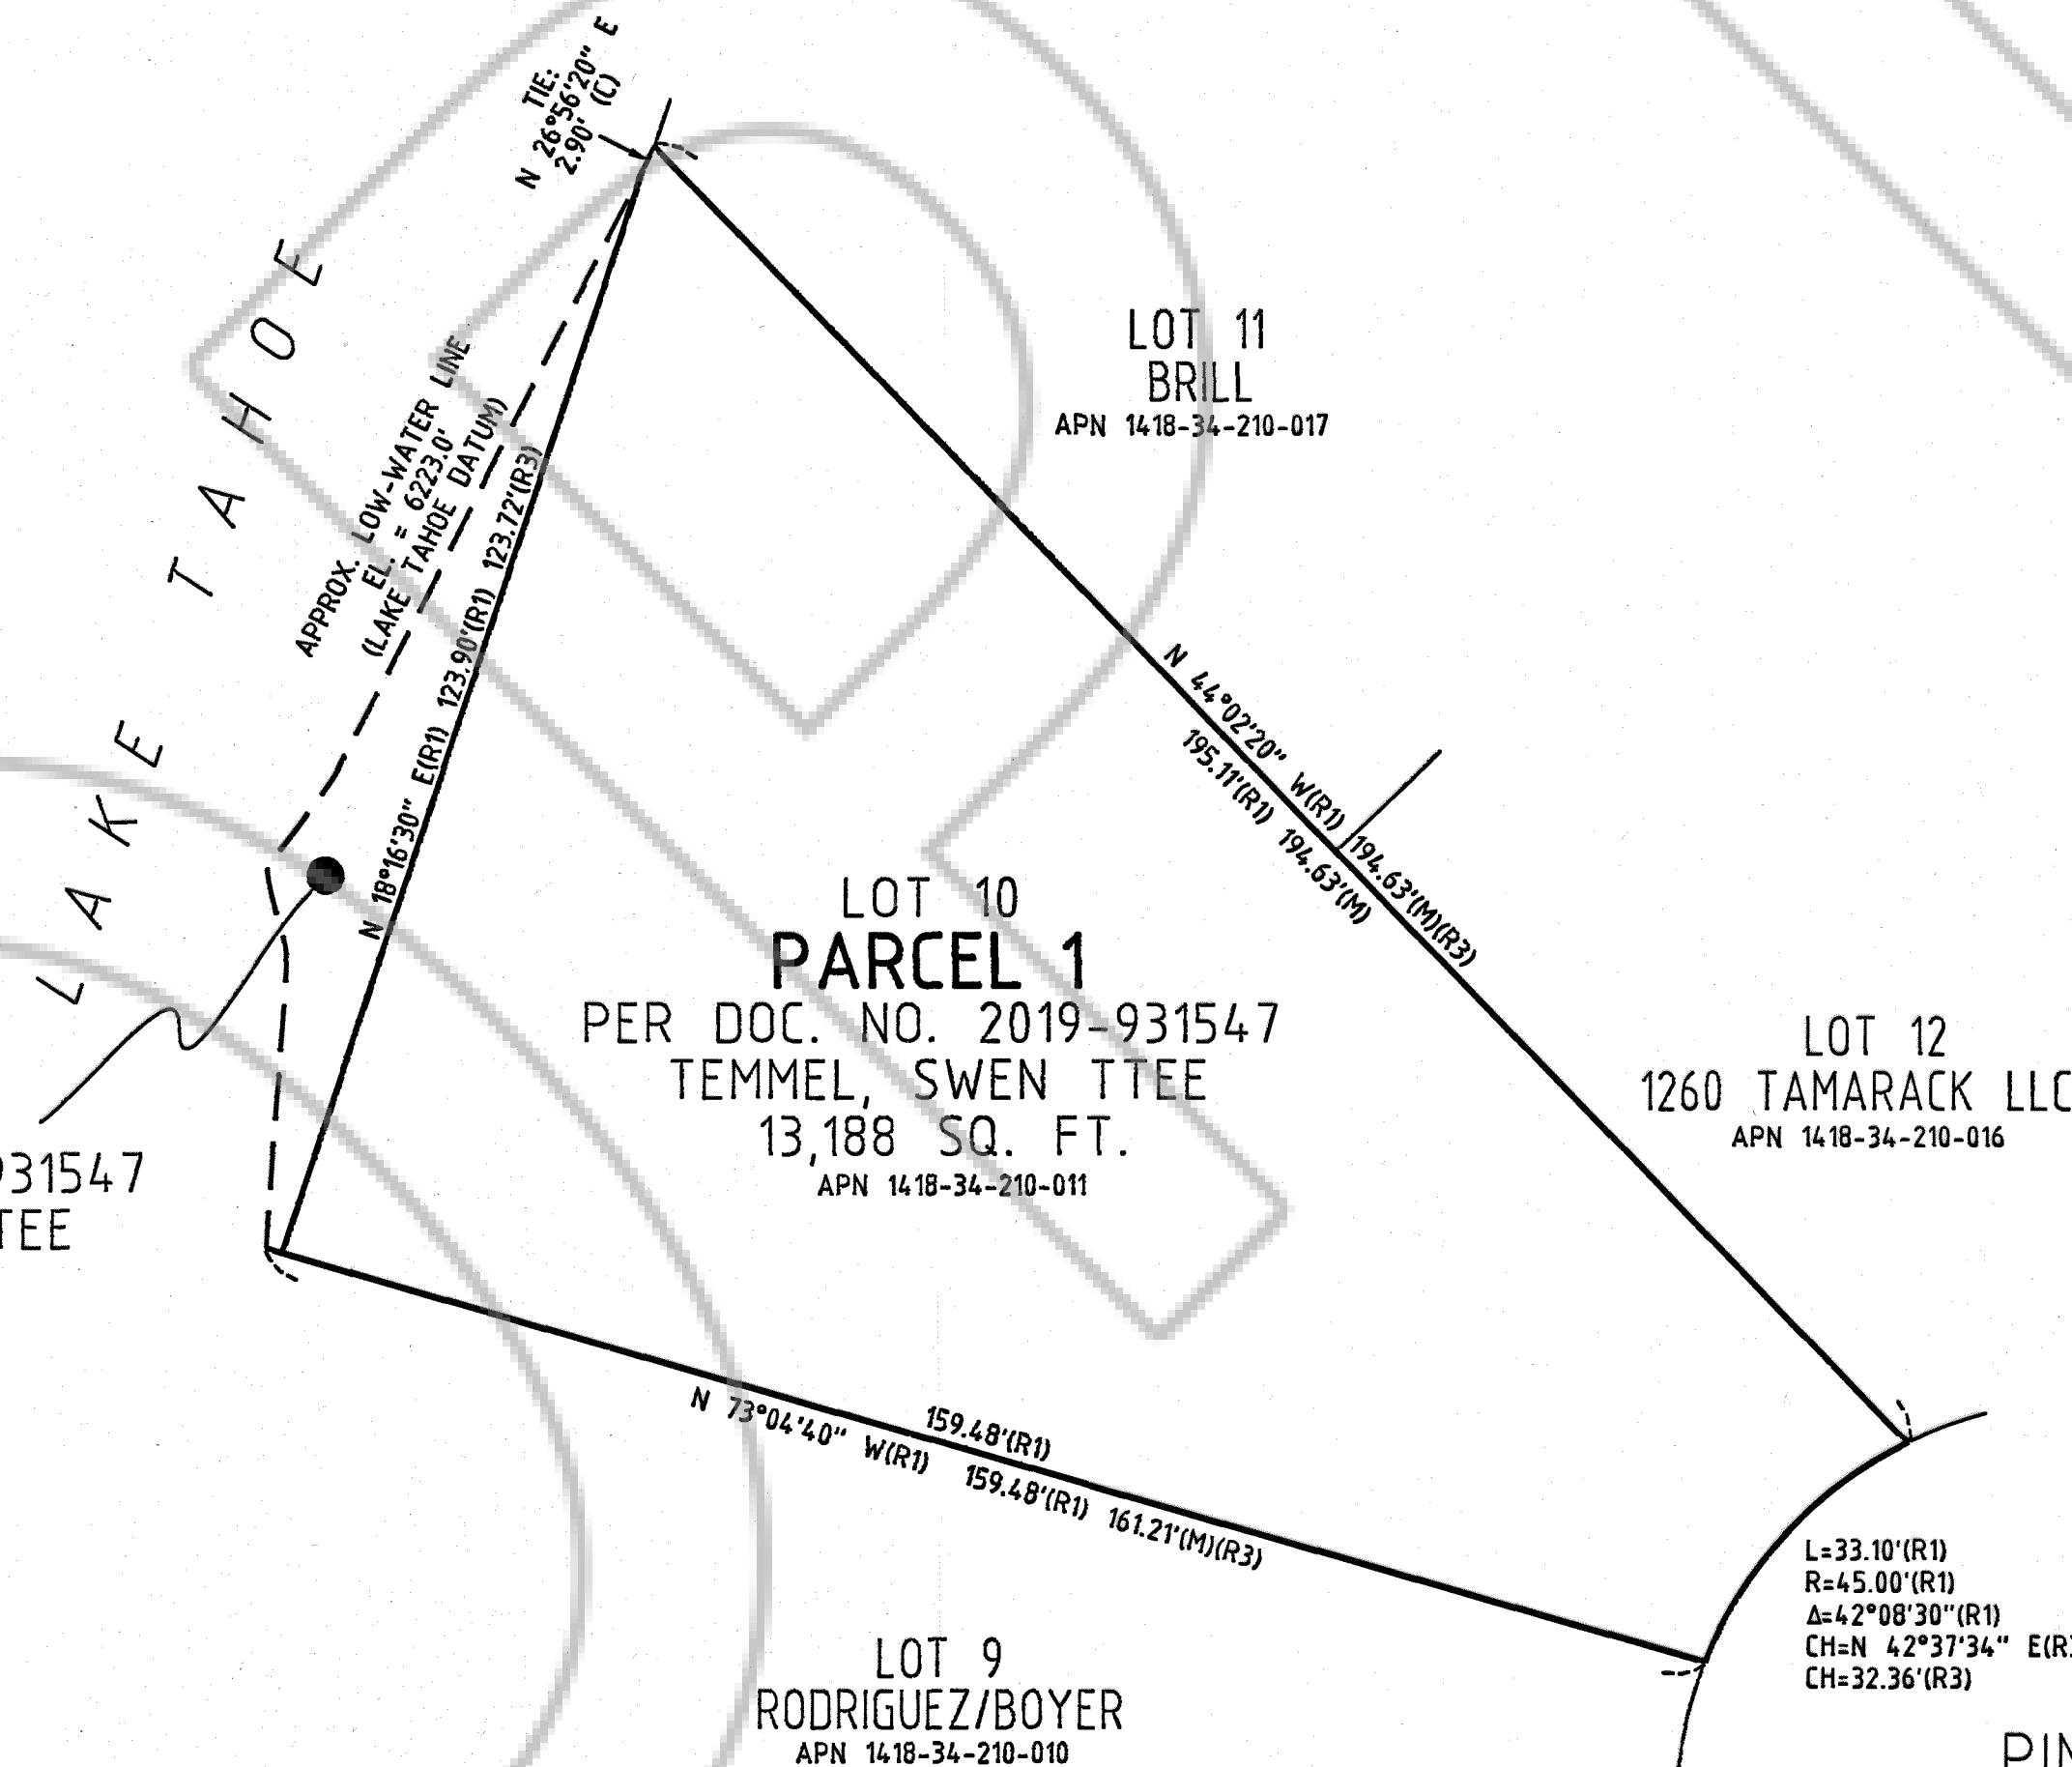 TIE:
N 26°56'20" E
2.90' (C)
LAKE TAHOE
APPROX. LOW-WATER LINE
EL. = 6223.0'
(LAKE TAHOE DATUM)
N 18°16'30" E(R1) 123.90'(R1) 123.72'(R3)
LOT 11
BRILL
APN 1418-34-210-017
N 44°02'20" W(R1) 194.63'(M)(R3)
195.11'(R1) 194.63'(M)
LOT 10
PARCEL 1
PER DOC. NO. 2019-931547
TEMMEL, SWEN TTEE
13,188 SQ. FT.
APN 1418-34-210-011
LOT 12
1260 TAMARACK LLC
APN 1418-34-210-016
931547
TEE
159.48'(R1)
N 73°04'40" W(R1) 159.48'(R1) 161.21'(M)(R3)
L=33.10'(R1)
R=45.00'(R1)
Δ=42°08'30"(R1)
CH=N 42°37'34" E(R3
CH=32.36'(R3)
LOT 9
RODRIGUEZ/BOYER
APN 1418-34-210-010
PIN